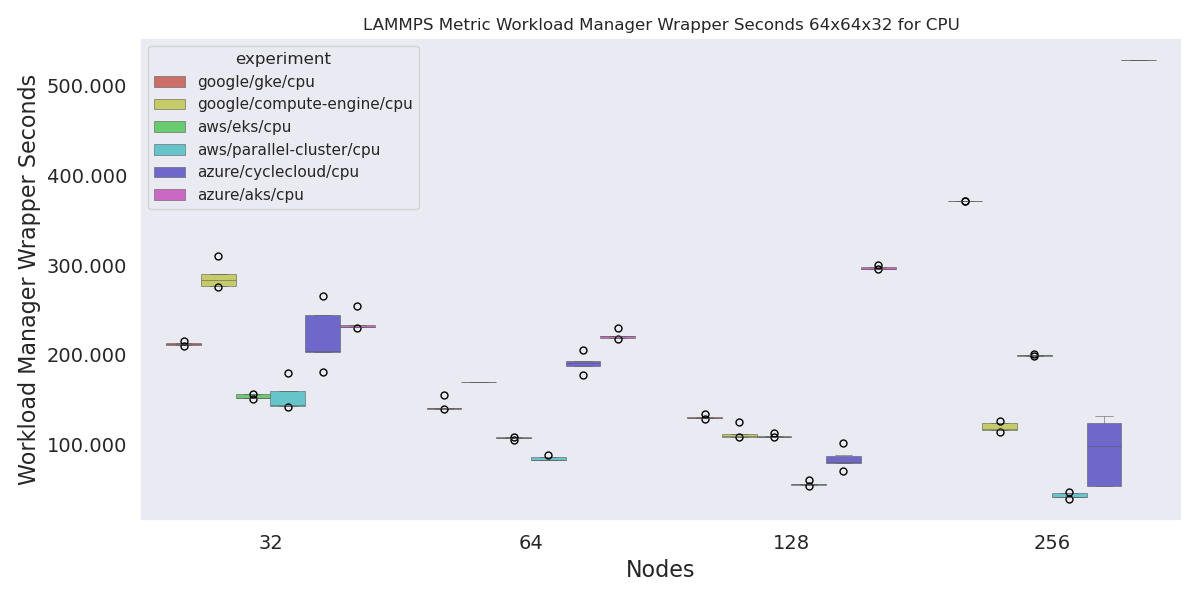 LAMMPS Metric Workload Manager Wrapper Seconds 64x64x32 for CPU
Workload Manager Wrapper Seconds
500.000
400.000
300.000
200.000
100.000
experiment
google/gke/cpu
google/compute-engine/cpu
aws/eks/cpu
aws/parallel-cluster/cpu
azure/cyclecloud/cpu
azure/aks/cpu
32
64
128
256
Nodes